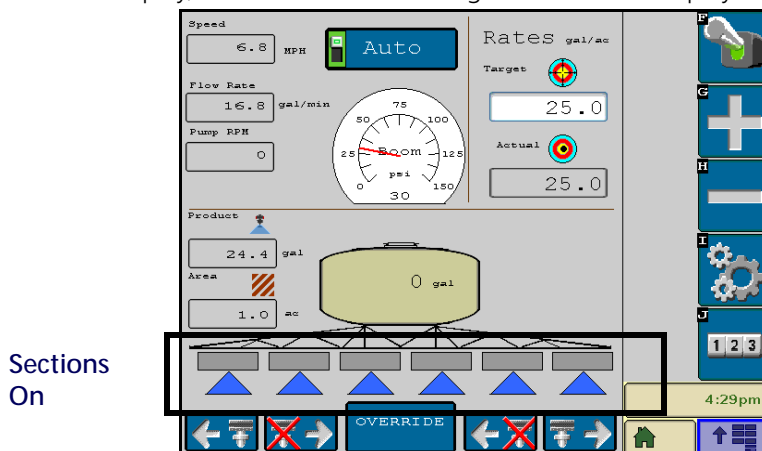 Speed
6.8 MPH
Auto
Rates gal/ac
Target
25.0
Flow Rate
16.8 gal/min
Pump RPM
0
0 25 50 75 100 125 150
Boom
psi
30
Actual
25.0
Product
24.4 gal
Area
1.0 ac
0 gal
Sections
On
OVERRIDE
F
G
H
I
J
1 2 3
4:29pm